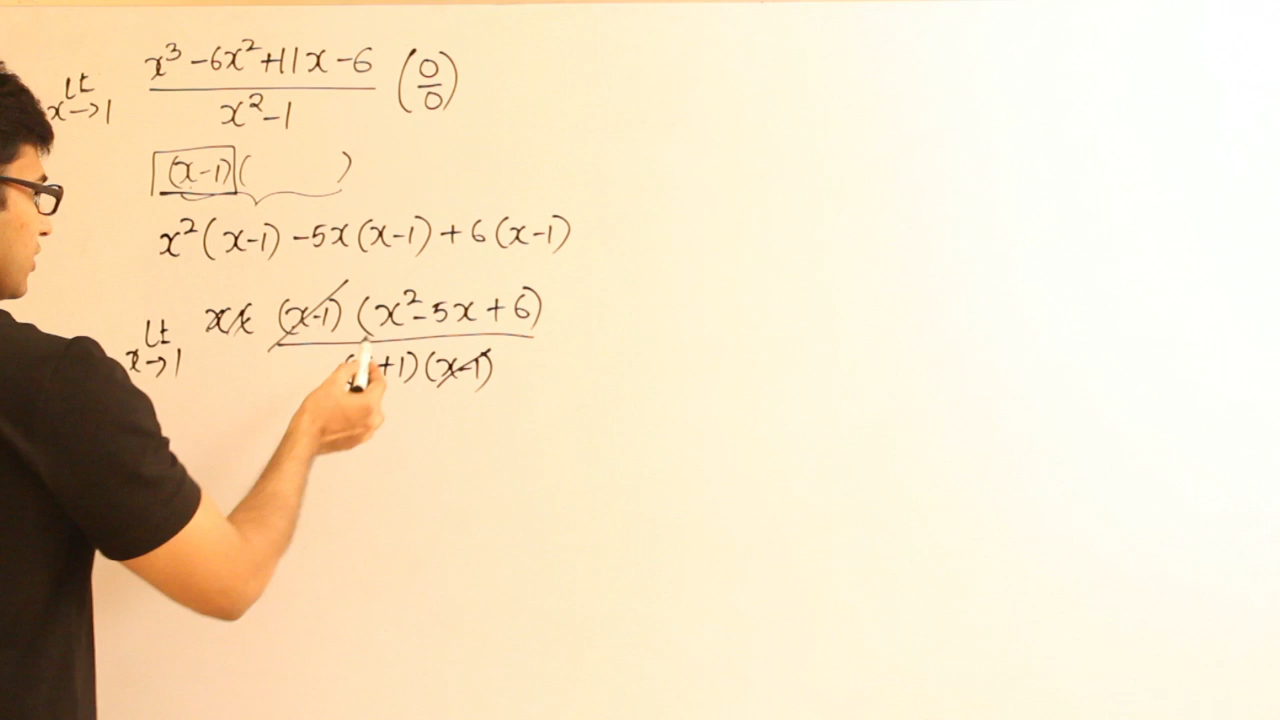 lt x→1 x³ -6x² +11x -6 / x² -1 (0/0)
(x-1)( )
x² (x-1) -5x (x-1) + 6 (x-1)
lt x→1 (x-1) (x² -5x + 6) / +1) (x-1)